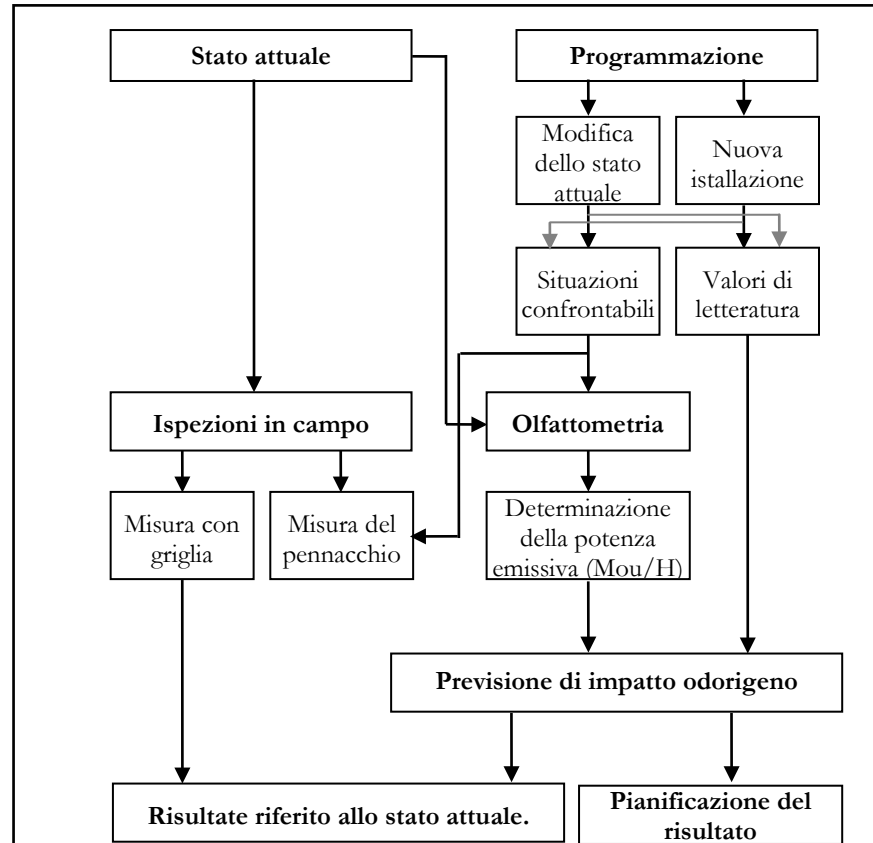 Stato attuale
Programmazione
Modifica
dello stato
attuale
Nuova
istallazione
Situazioni
confrontabili
Valori di
letteratura
Ispezioni in campo
Olfattometria
Misura con
griglia
Misura del
pennacchio
Determinazione
della potenza
emissiva (Mou/H)
Previsione di impatto odorigeno
Risultate riferito allo stato attuale.
Pianificazione del
risultato